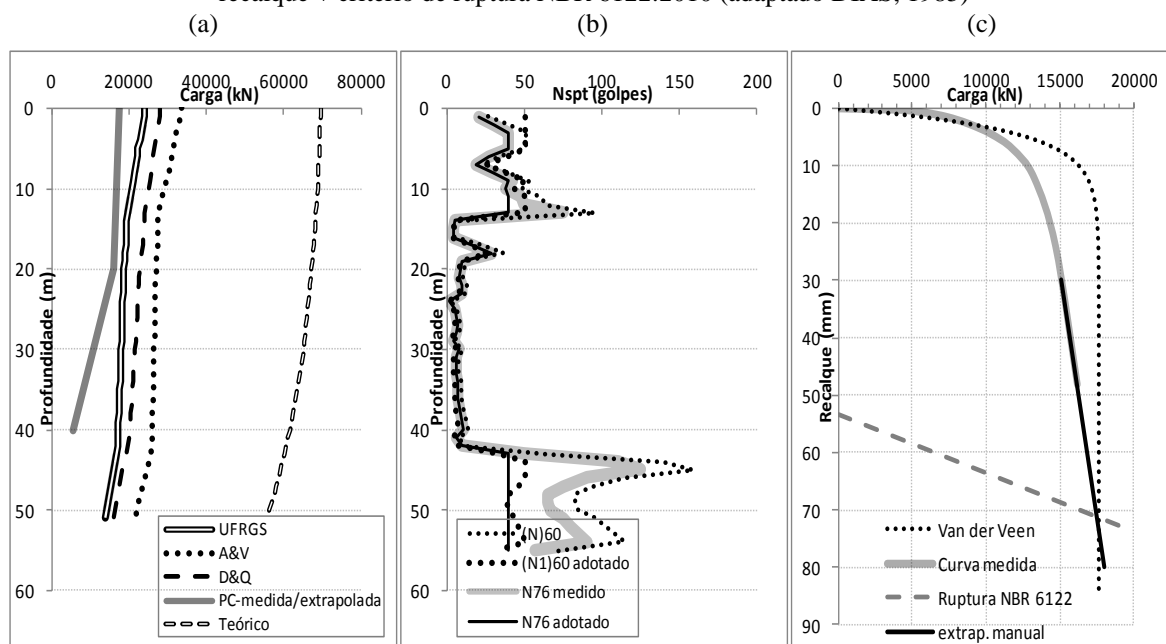 recalque v critério de ruptura NBR 6122:2010 (adaptado DIAS, 1983)
(a) (b) (c)
0 20000 40000 60000 80000
Carga (kN)
0
10
20
30
40
50
60
Profundidade (m)
UFRGS
A&V
D&Q
PC-medida/extrapolada
Teórico
0 50 100 150 200
Nspt (golpes)
0
10
20
30
40
50
60
Profundidade (m)
(N)60
(N1)60 adotado
N76 medido
N76 adotado
0 5000 10000 15000 20000
Carga (kN)
0
10
20
30
40
50
60
70
80
90
Recalque (mm)
Van der Veen
Curva medida
Ruptura NBR 6122
extrap.manual